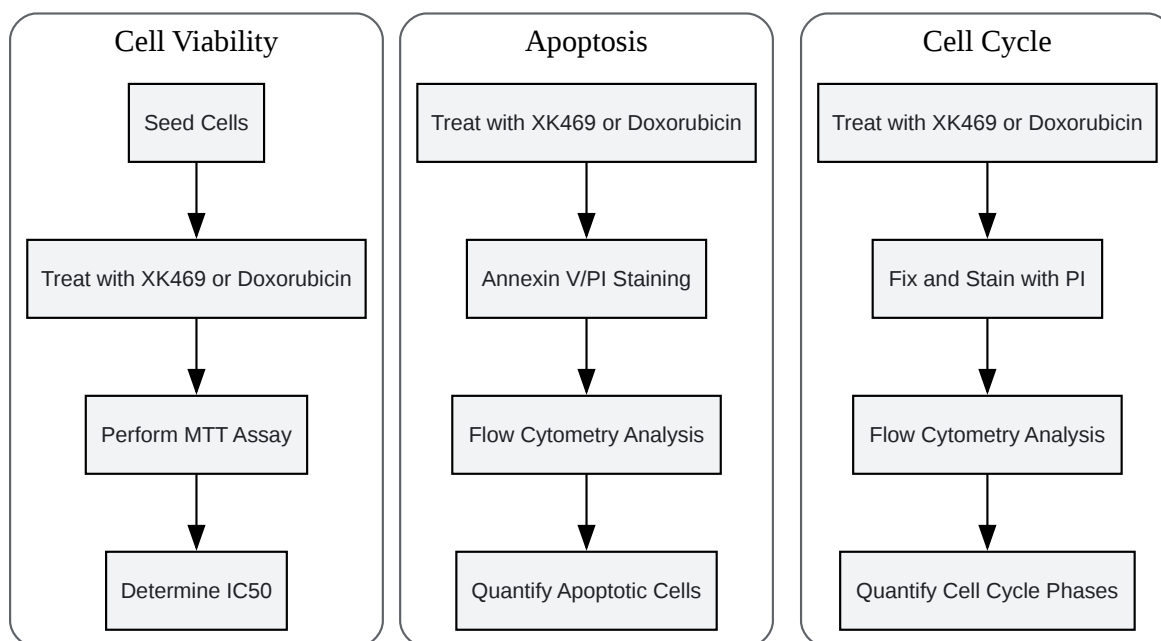 Cell Viability
Seed Cells
Treat with XK469 or Doxorubicin
Perform MTT Assay
Determine IC50
Apoptosis
Treat with XK469 or Doxorubicin
Annexin V/PI Staining
Flow Cytometry Analysis
Quantify Apoptotic Cells
Cell Cycle
Treat with XK469 or Doxorubicin
Fix and Stain with PI
Flow Cytometry Analysis
Quantify Cell Cycle Phases